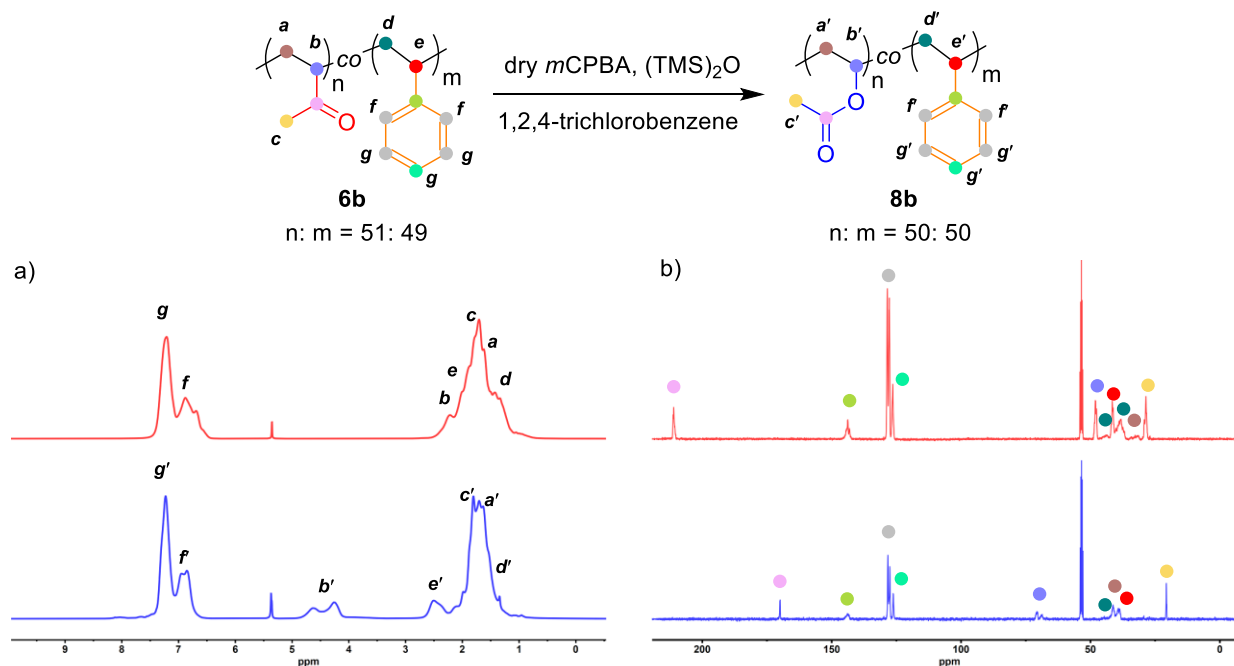 a b co d e
n m
c O f f
g g
g
6b
n: m = 51: 49
dry mCPBA, (TMS)₂O
1,2,4-trichlorobenzene
a′ b′ co d′ e′
n m
O
c′ O f′ f′
g′ g′
g′
8b
n: m = 50: 50
a)
g
f
b
e
c
a
d
g′
f′
b′
e′
c′
a′
d′
9 8 7 6 5 4 3 2 1 0
ppm
b)
200 150 100 50 0
ppm